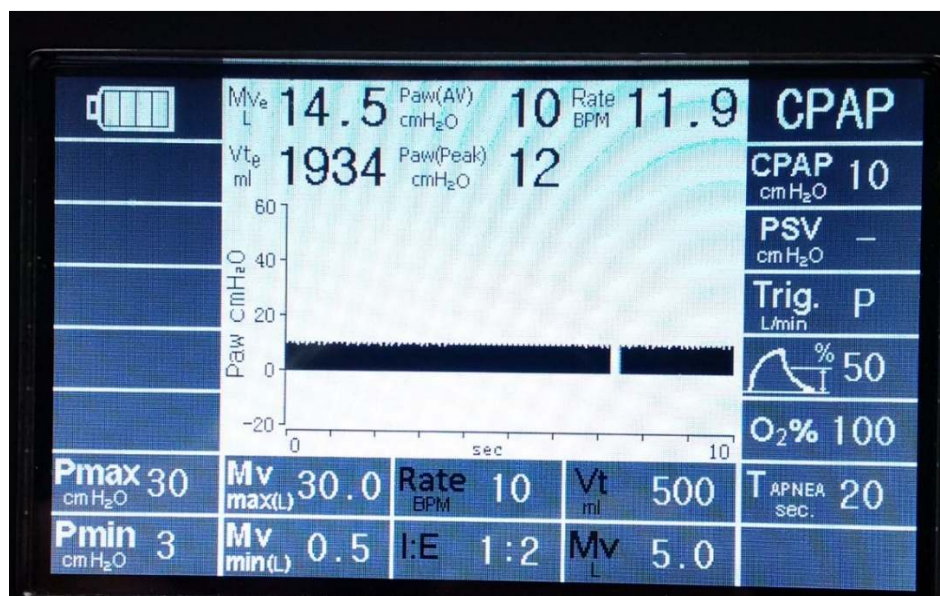 MVe L 14.5 Paw(AV) cmH₂O 10 Rate BPM 11.9 CPAP
Vte ml 1934 Paw(Peak) cmH₂O 12
CPAP cmH₂O 10
PSV cmH₂O –
Trig. L/min P
% 50
O₂% 100
60
40
20
0
-20
Paw cmH₂O
0 sec 10
Pmax cmH₂O 30 Mv max(L) 30.0 Rate BPM 10 Vt ml 500 T APNEA sec. 20
Pmin cmH₂O 3 Mv min(L) 0.5 I:E 1:2 Mv L 5.0